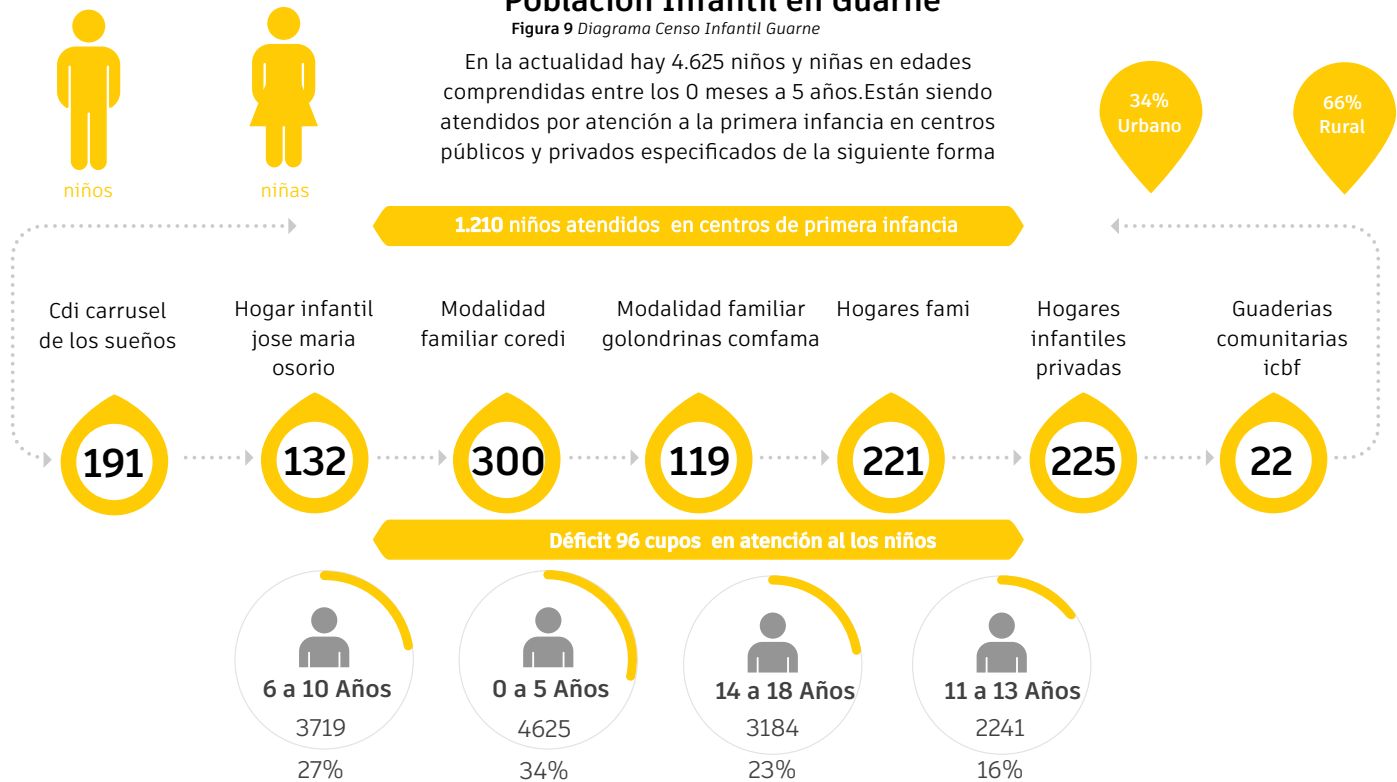 Población Infantil en Guarne
Figura 9 Diagrama Censo Infantil Guarne
En la actualidad hay 4.625 niños y niñas en edades
comprendidas entre los 0 meses a 5 años.Están siendo
atendidos por atención a la primera infancia en centros
públicos y privados especificados de la siguiente forma
niños
niñas
34%
Urbano
66%
Rural
1.210 niños atendidos en centros de primera infancia
Cdi carrusel
de los sueños
191
Hogar infantil
jose maria
osorio
132
Modalidad
familiar coredi
300
Modalidad familiar
golondrinas comfama
119
Hogares fami
221
Hogares
infantiles
privadas
225
Guaderias
comunitarias
icbf
22
Déficit 96 cupos en atención al los niños
6 a 10 Años
3719
27%
0 a 5 Años
4625
34%
14 a 18 Años
3184
23%
11 a 13 Años
2241
16%